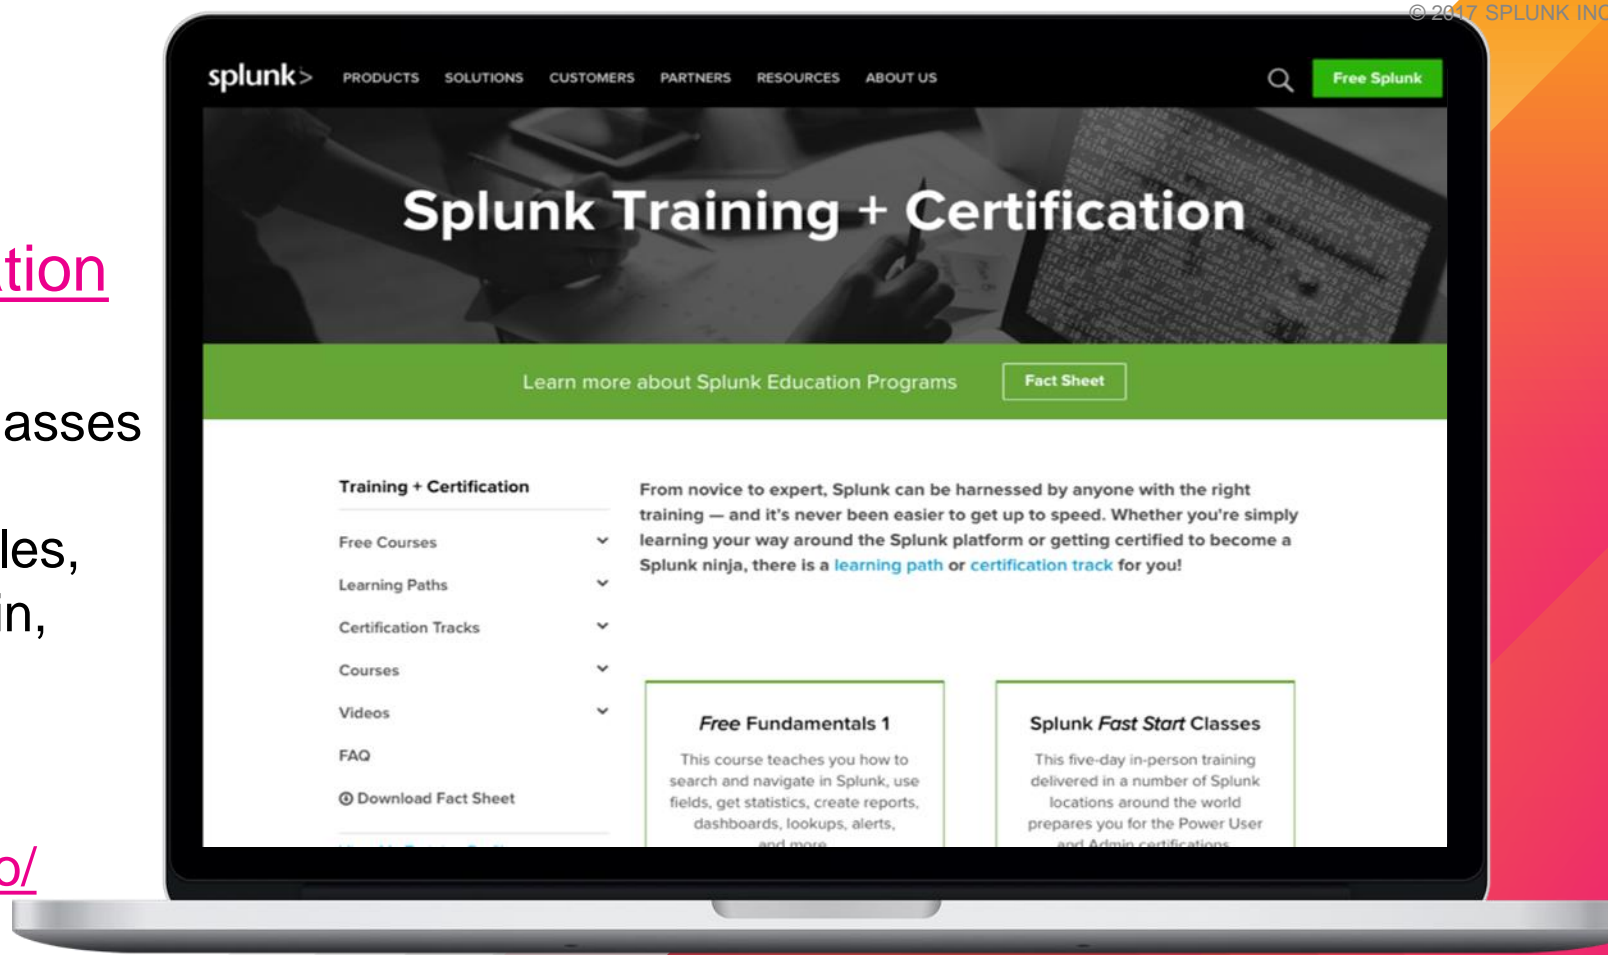 © 2017 SPLUNK INC
splunk>
PRODUCTS SOLUTIONS CUSTOMERS PARTNERS RESOURCES ABOUT US
Free Splunk
Splunk Training + Certification
Learn more about Splunk Education Programs
Fact Sheet
tion
asses
les,
in,
o/
Training + Certification
Free Courses
Learning Paths
Certification Tracks
Courses
Videos
FAQ
Download Fact Sheet
From novice to expert, Splunk can be harnessed by anyone with the right
training — and it's never been easier to get up to speed. Whether you're simply
learning your way around the Splunk platform or getting certified to become a
Splunk ninja, there is a learning path or certification track for you!
Free Fundamentals 1
This course teaches you how to
search and navigate in Splunk, use
fields, get statistics, create reports,
dashboards, lookups, alerts,
and more
Splunk Fast Start Classes
This five-day in-person training
delivered in a number of Splunk
locations around the world
prepares you for the Power User
and Admin certifications